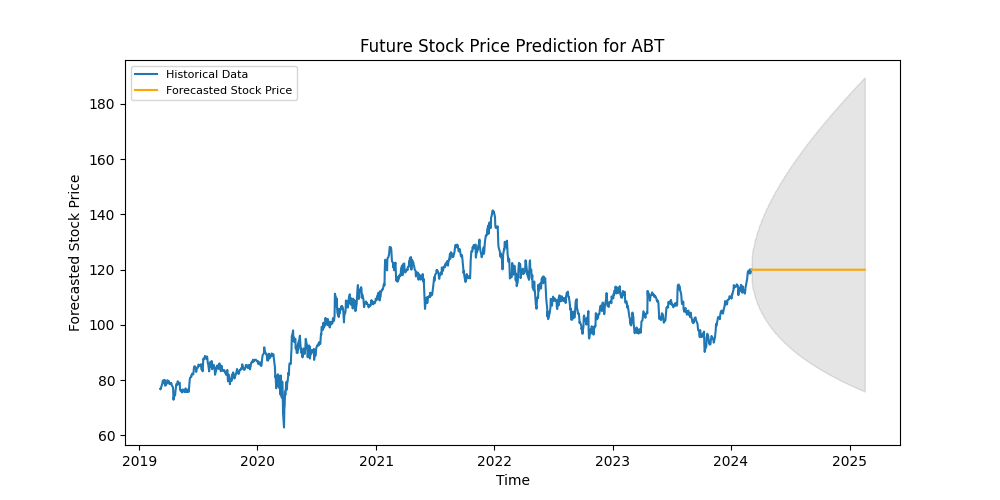 Future Stock Price Prediction for ABT
Historical Data
Forecasted Stock Price
Forecasted Stock Price
180
160
140
120
100
80
60
2019
2020
2021
2022
2023
2024
2025
Time